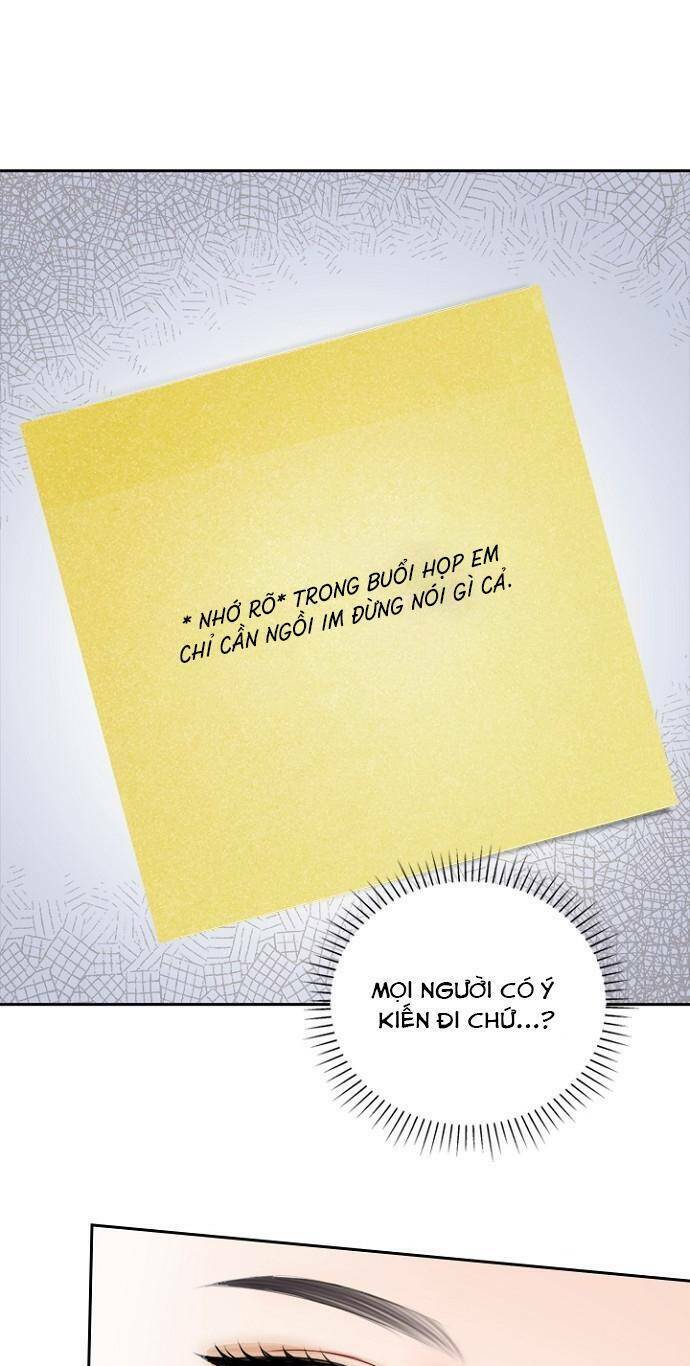 * NHỚ RÕ* TRONG BUỔI HỌP EM
CHỈ CẦN NGỒI IM ĐỪNG NÓI GÌ CẢ.
MỌI NGƯỜI CÓ Ý
KIẾN ĐI CHỨ...?